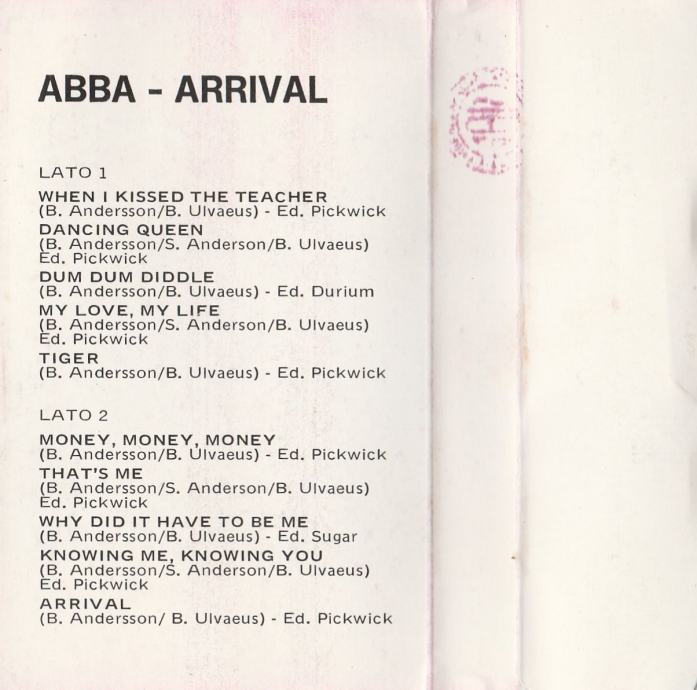 ABBA - ARRIVAL
LATO 1
WHEN I KISSED THE TEACHER
(B. Andersson/B. Ulvaeus) - Ed. Pickwick
DANCING QUEEN
(B. Andersson/S. Anderson/B. Ulvaeus)
Ed. Pickwick
DUM DUM DIDDLE
(B. Andersson/B. Ulvaeus) - Ed. Durium
MY LOVE, MY LIFE
(B. Andersson/S. Anderson/B. Ulvaeus)
Ed. Pickwick
TIGER
(B. Andersson/B. Ulvaeus) - Ed. Pickwick
LATO 2
MONEY, MONEY, MONEY
(B. Andersson/B. Ulvaeus) - Ed. Pickwick
THAT'S ME
(B. Andersson/S. Anderson/B. Ulvaeus)
Ed. Pickwick
WHY DID IT HAVE TO BE ME
(B. Andersson/B. Ulvaeus) - Ed. Sugar
KNOWING ME, KNOWING YOU
(B. Andersson/S. Anderson/B. Ulvaeus)
Ed. Pickwick
ARRIVAL
(B. Andersson/ B. Ulvaeus) - Ed. Pickwick